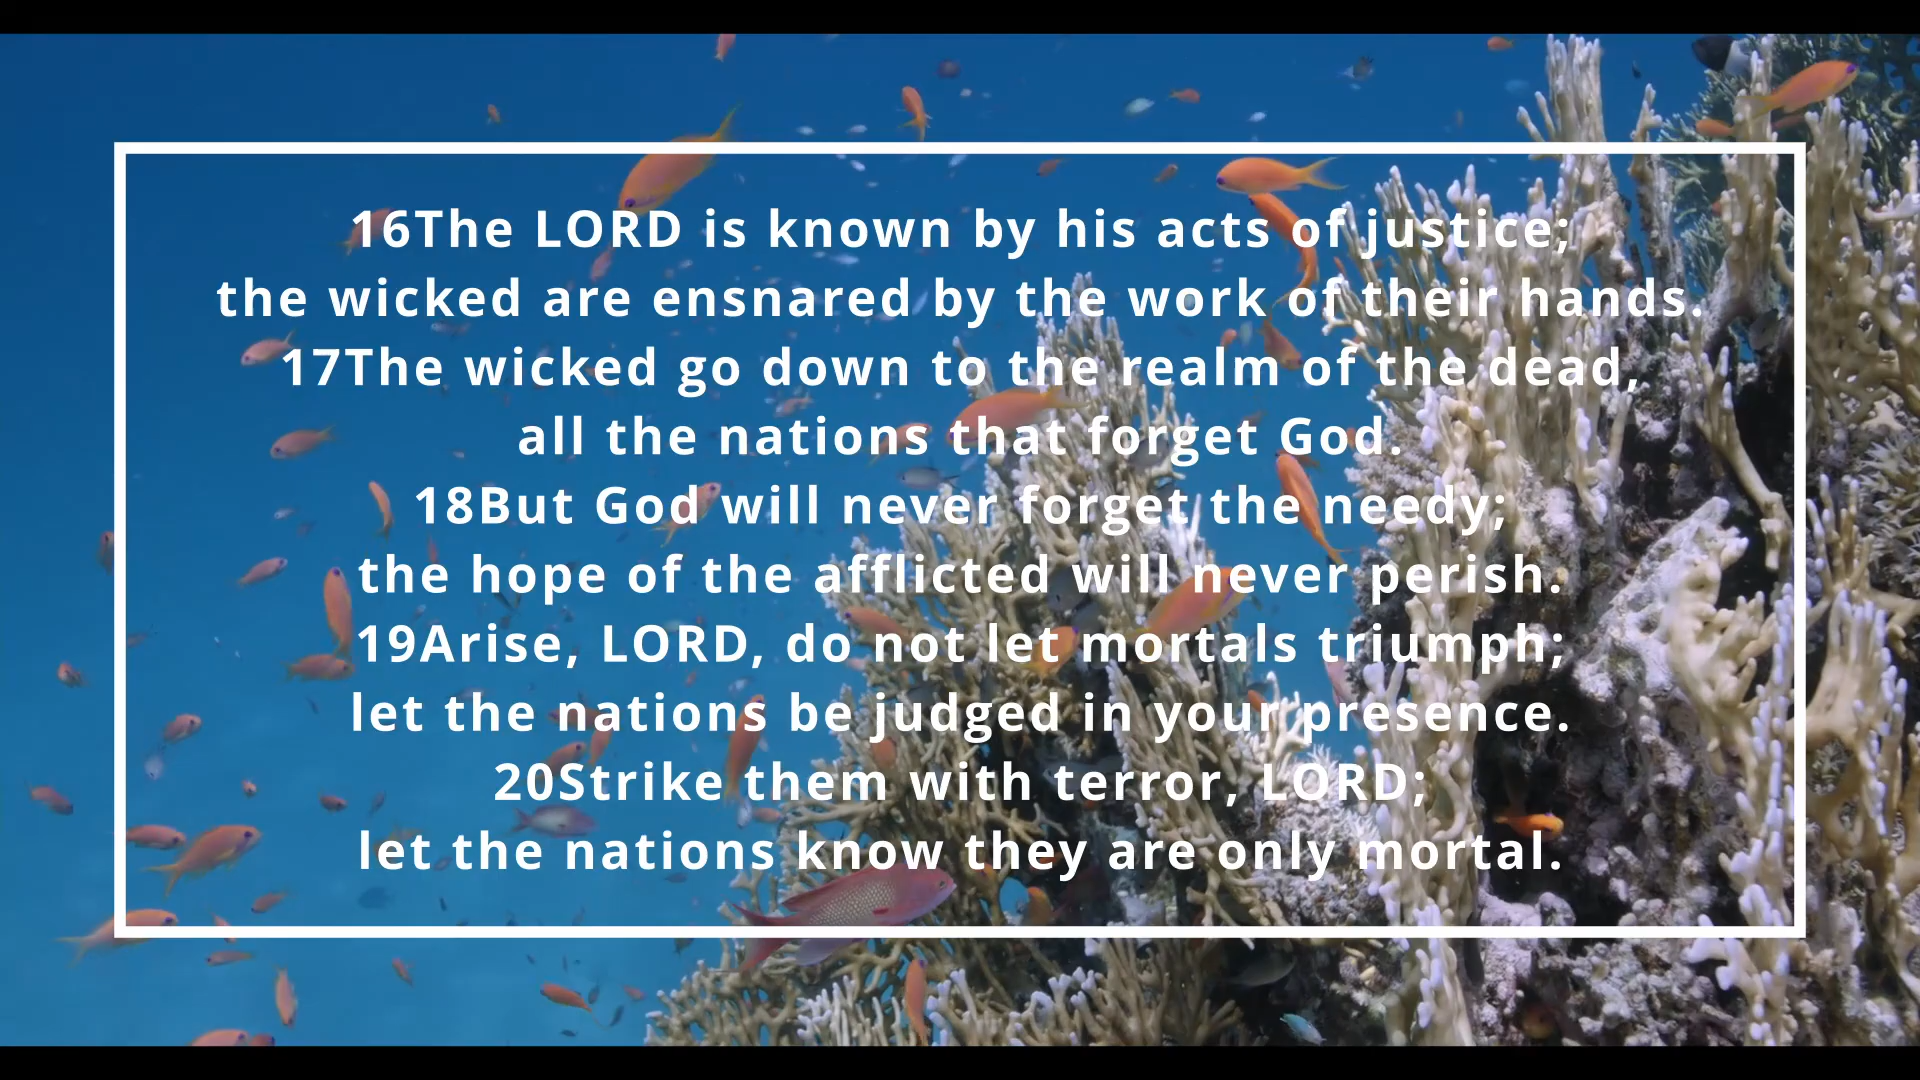 16The LORD is known by his acts of justice;
the wicked are ensnared by the work of their hands.
17The wicked go down to the realm of the dead,
all the nations that forget God.
18But God will never forget the needy;
the hope of the afflicted will never perish.
19Arise, LORD, do not let mortals triumph;
let the nations be judged in your presence.
20Strike them with terror, LORD;
let the nations know they are only mortal.